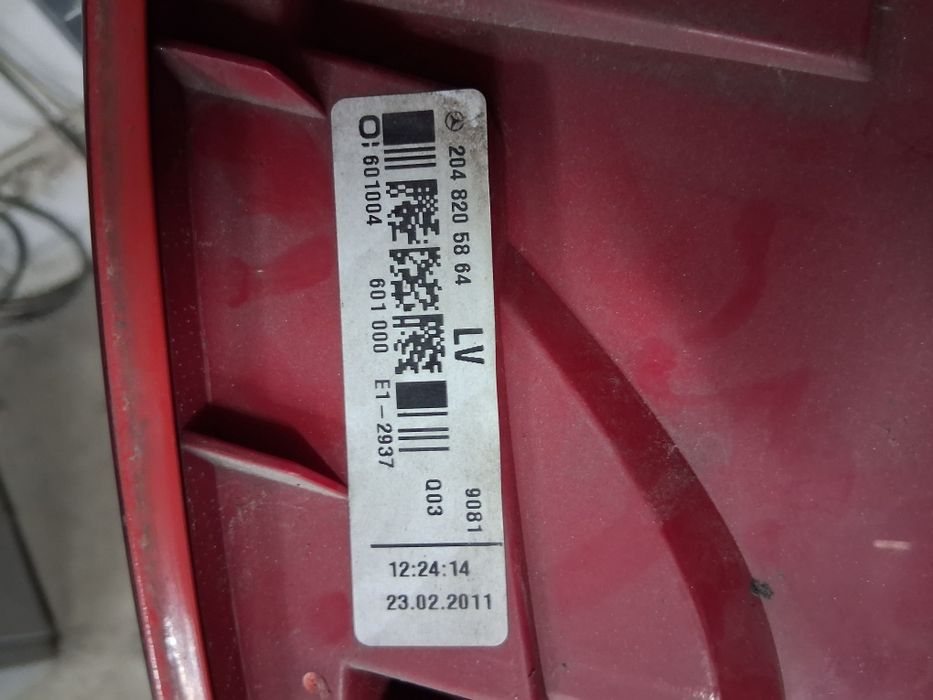 204 820 58 64 LV
9081
Q03
O; 601004 601 000 E1-2937
12:24:14
23.02.2011